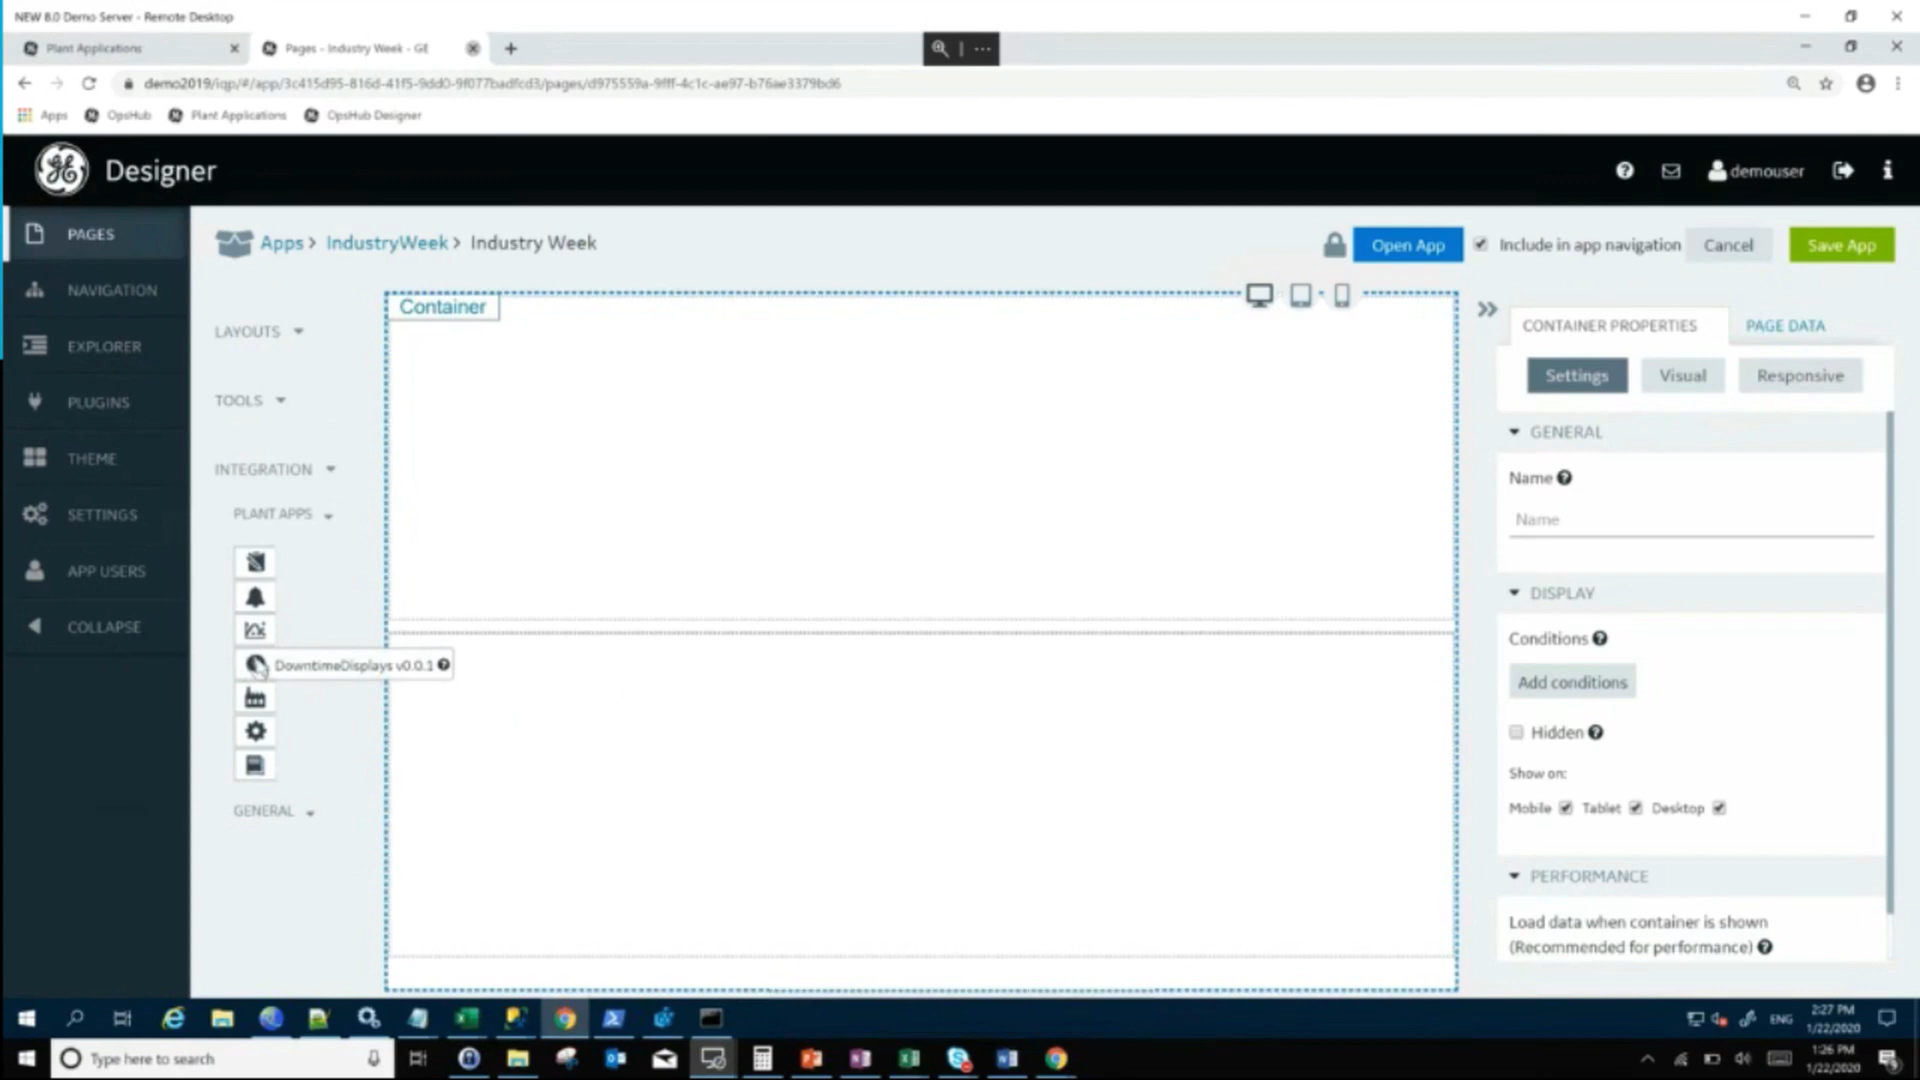 NEW 8.0 Demo Server - Remote Desktop
Plant Applications
Pages - Industry Week - GE
demo2019/iqp/#/app/3c415d95-816d-41f5-9dd0-9f077badfcd3/pages/d975559a-9fff-4c1c-ae97-b76ae3379bd6
Apps OpsHub Plant Applications OpsHub Designer
Designer
demouser
PAGES
NAVIGATION
EXPLORER
PLUGINS
THEME
SETTINGS
APP USERS
COLLAPSE
Apps > IndustryWeek > Industry Week
Open App Include in app navigation Cancel Save App
LAYOUTS
TOOLS
INTEGRATION
PLANT APPS
DowntimeDisplays v0.0.1
GENERAL
Container
CONTAINER PROPERTIES PAGE DATA
Settings Visual Responsive
GENERAL
Name
Name
DISPLAY
Conditions
Add conditions
Hidden
Show on:
Mobile Tablet Desktop
PERFORMANCE
Load data when container is shown
(Recommended for performance)
ENG
2:27 PM
1/22/2020
Type here to search
1:26 PM
1/22/2020